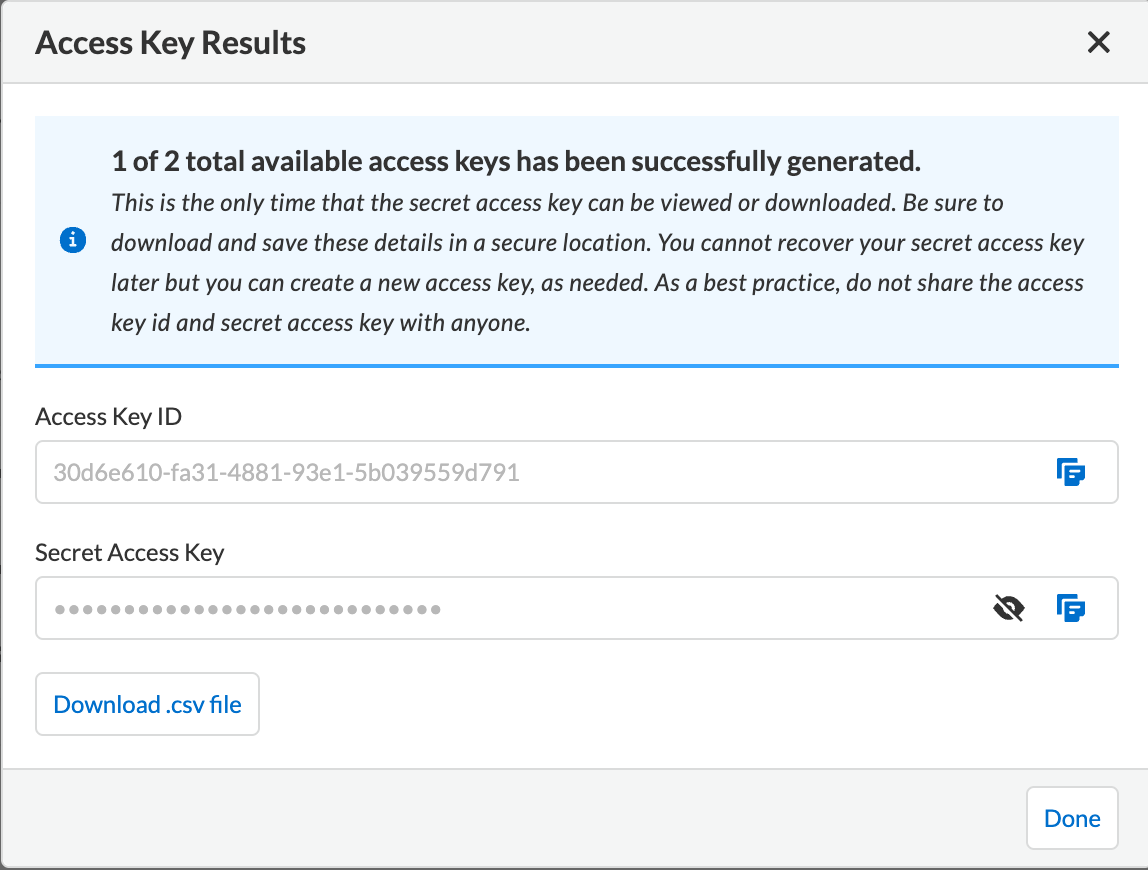 Access Key Results
1 of 2 total available access keys has been successfully generated.
This is the only time that the secret access key can be viewed or downloaded. Be sure to
download and save these details in a secure location. You cannot recover your secret access key
later but you can create a new access key, as needed. As a best practice, do not share the access
key id and secret access key with anyone.
Access Key ID
30d6e610-fa31-4881-93e1-5b039559d791
Secret Access Key
••••••••••••••••••••••••••••
Download .csv file
Done